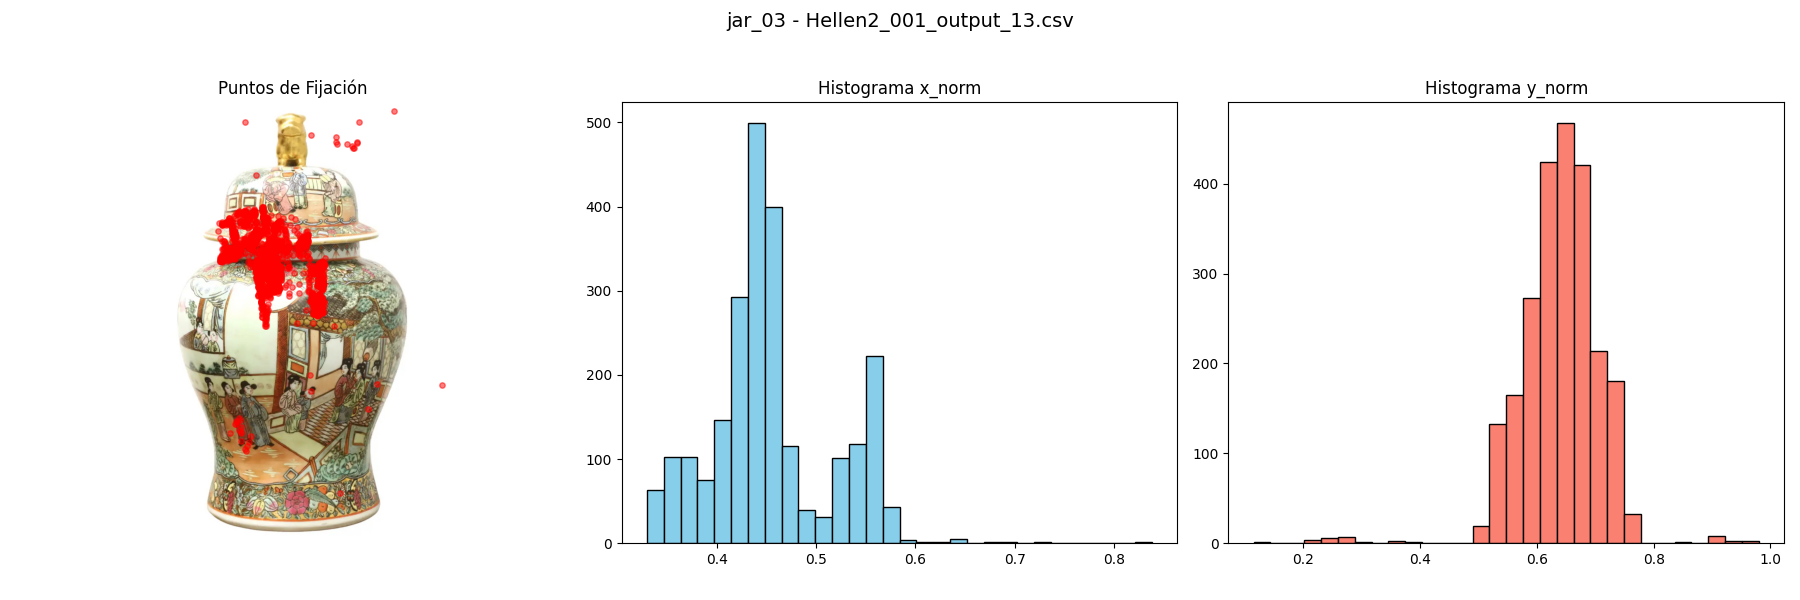 jar_03 - Hellen2_001_output_13.csv
Puntos de Fijación
Histograma x_norm
500
400
300
200
100
0
0.4 0.5 0.6 0.7 0.8
Histograma y_norm
400
300
200
100
0
0.2 0.4 0.6 0.8 1.0